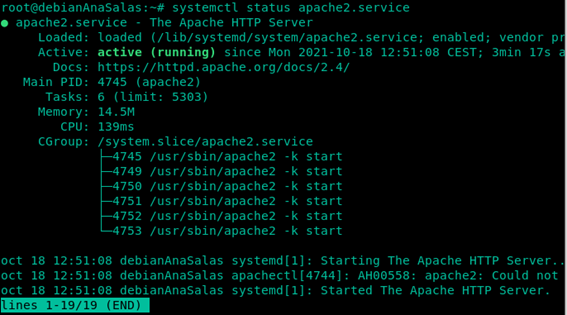 root@debianAnaSalas:~# systemctl status apache2.service
● apache2.service - The Apache HTTP Server
Loaded: loaded (/lib/systemd/system/apache2.service; enabled; vendor pr
Active: active (running) since Mon 2021-10-18 12:51:08 CEST; 3min 17s a
Docs: https://httpd.apache.org/docs/2.4/
Main PID: 4745 (apache2)
Tasks: 6 (limit: 5303)
Memory: 14.5M
CPU: 139ms
CGroup: /system.slice/apache2.service
├─4745 /usr/sbin/apache2 -k start
├─4749 /usr/sbin/apache2 -k start
├─4750 /usr/sbin/apache2 -k start
├─4751 /usr/sbin/apache2 -k start
├─4752 /usr/sbin/apache2 -k start
└─4753 /usr/sbin/apache2 -k start
oct 18 12:51:08 debianAnaSalas systemd[1]: Starting The Apache HTTP Server..
oct 18 12:51:08 debianAnaSalas apachectl[4744]: AH00558: apache2: Could not
oct 18 12:51:08 debianAnaSalas systemd[1]: Started The Apache HTTP Server.
lines 1-19/19 (END)